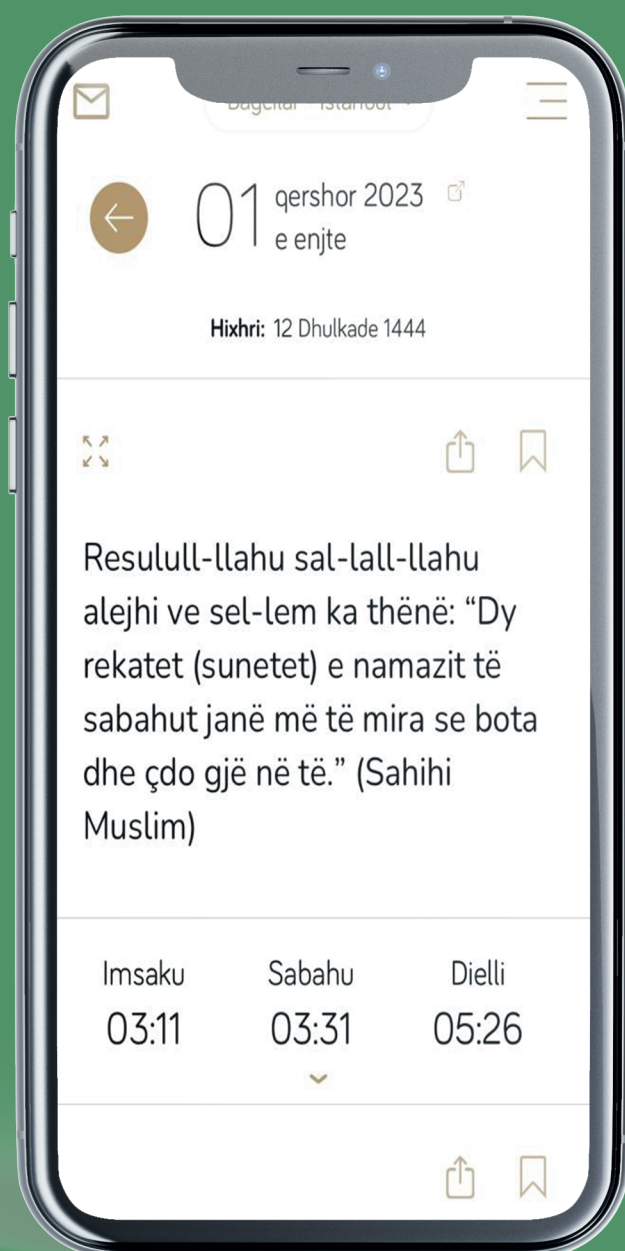 01 qershor 2023
e enjte
Hixhri: 12 Dhulkade 1444
Resulull-llahu sal-lall-llahu
alejhi ve sel-lem ka thënë: “Dy
rekatet (sunetet) e namazit të
sabahut janë më të mira se bota
dhe çdo gjë në të.” (Sahihi
Muslim)
Imsaku Sabahu Dielli
03:11 03:31 05:26